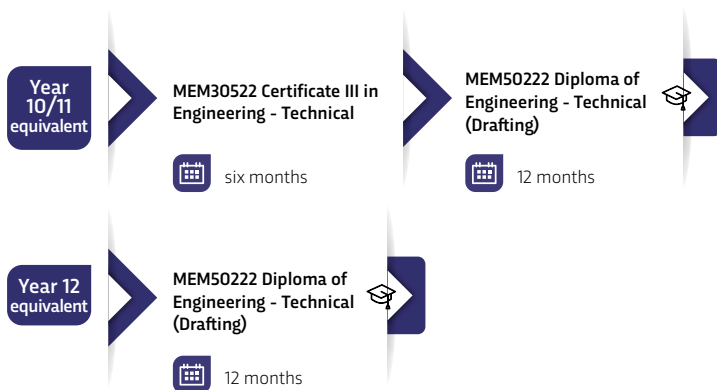 Year
10/11
equivalent
MEM30522 Certificate III in
Engineering - Technical
six months
MEM50222 Diploma of
Engineering - Technical
(Drafting)
12 months
Year 12
equivalent
MEM50222 Diploma of
Engineering - Technical
(Drafting)
12 months